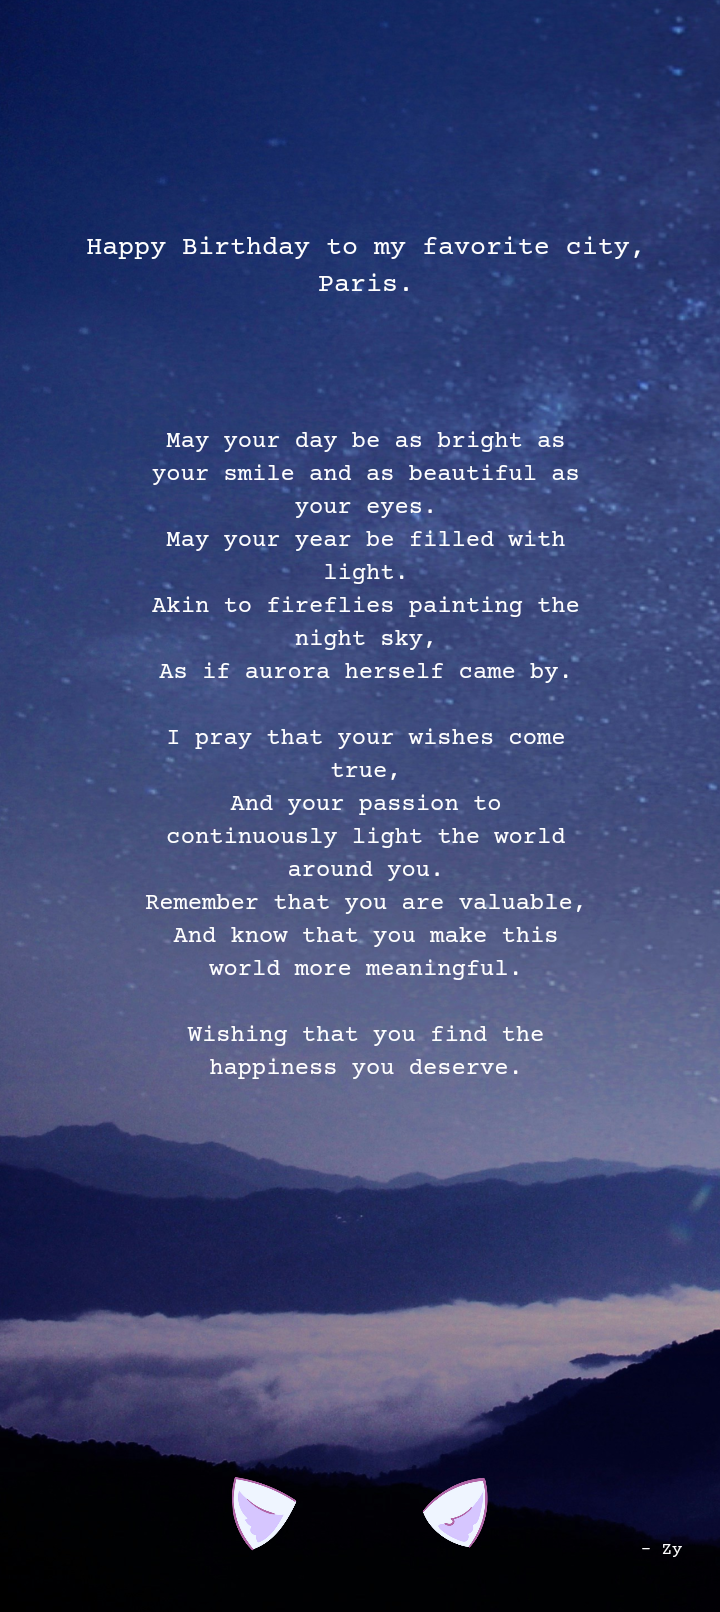 Happy Birthday to my favorite city,
Paris.
May your day be as bright as
your smile and as beautiful as
your eyes.
May your year be filled with
light.
Akin to fireflies painting the
night sky,
As if aurora herself came by.
I pray that your wishes come
true,
And your passion to
continuously light the world
around you.
Remember that you are valuable,
And know that you make this
world more meaningful.
Wishing that you find the
happiness you deserve.
- Zy